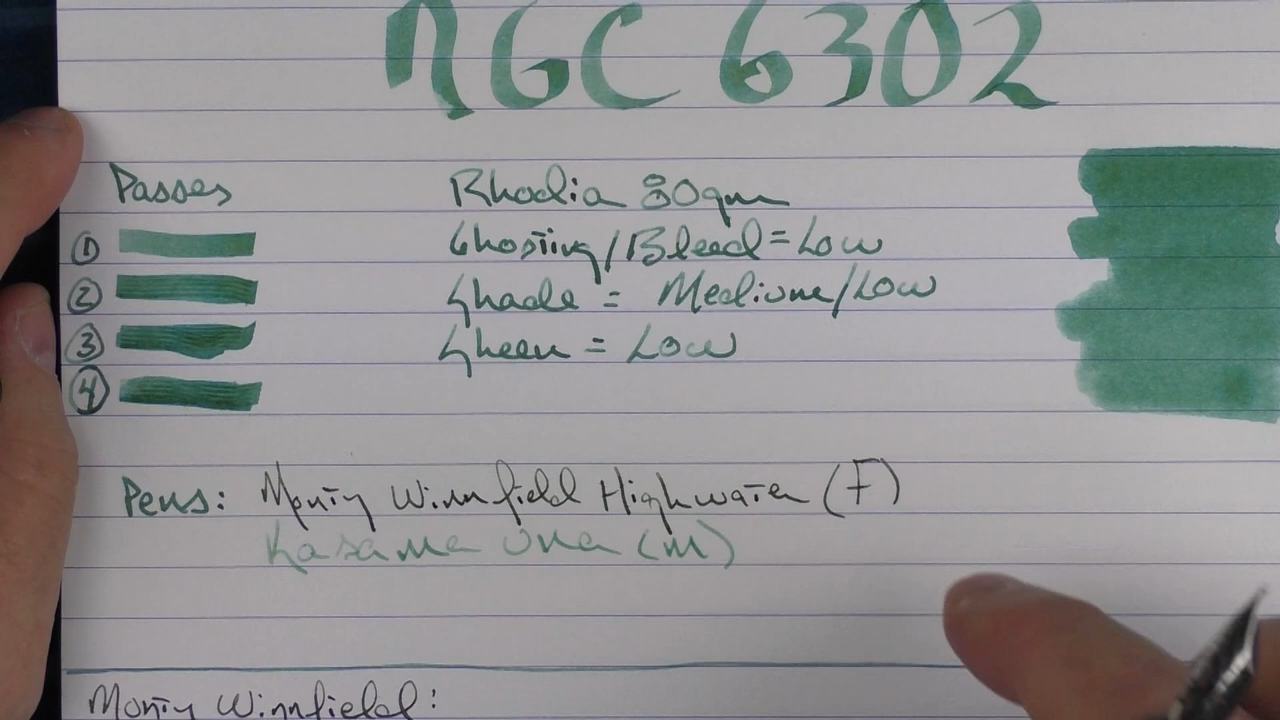 NGC 6302
Passes
Rhodia 80gm
① 
Ghosting/Bleed = Low
②
Shade = Medium/Low
③
Sheen = Low
④
Pens: Monty Winnfield Highwater (F)
Kasama Una (M)
Monty Winnfield: